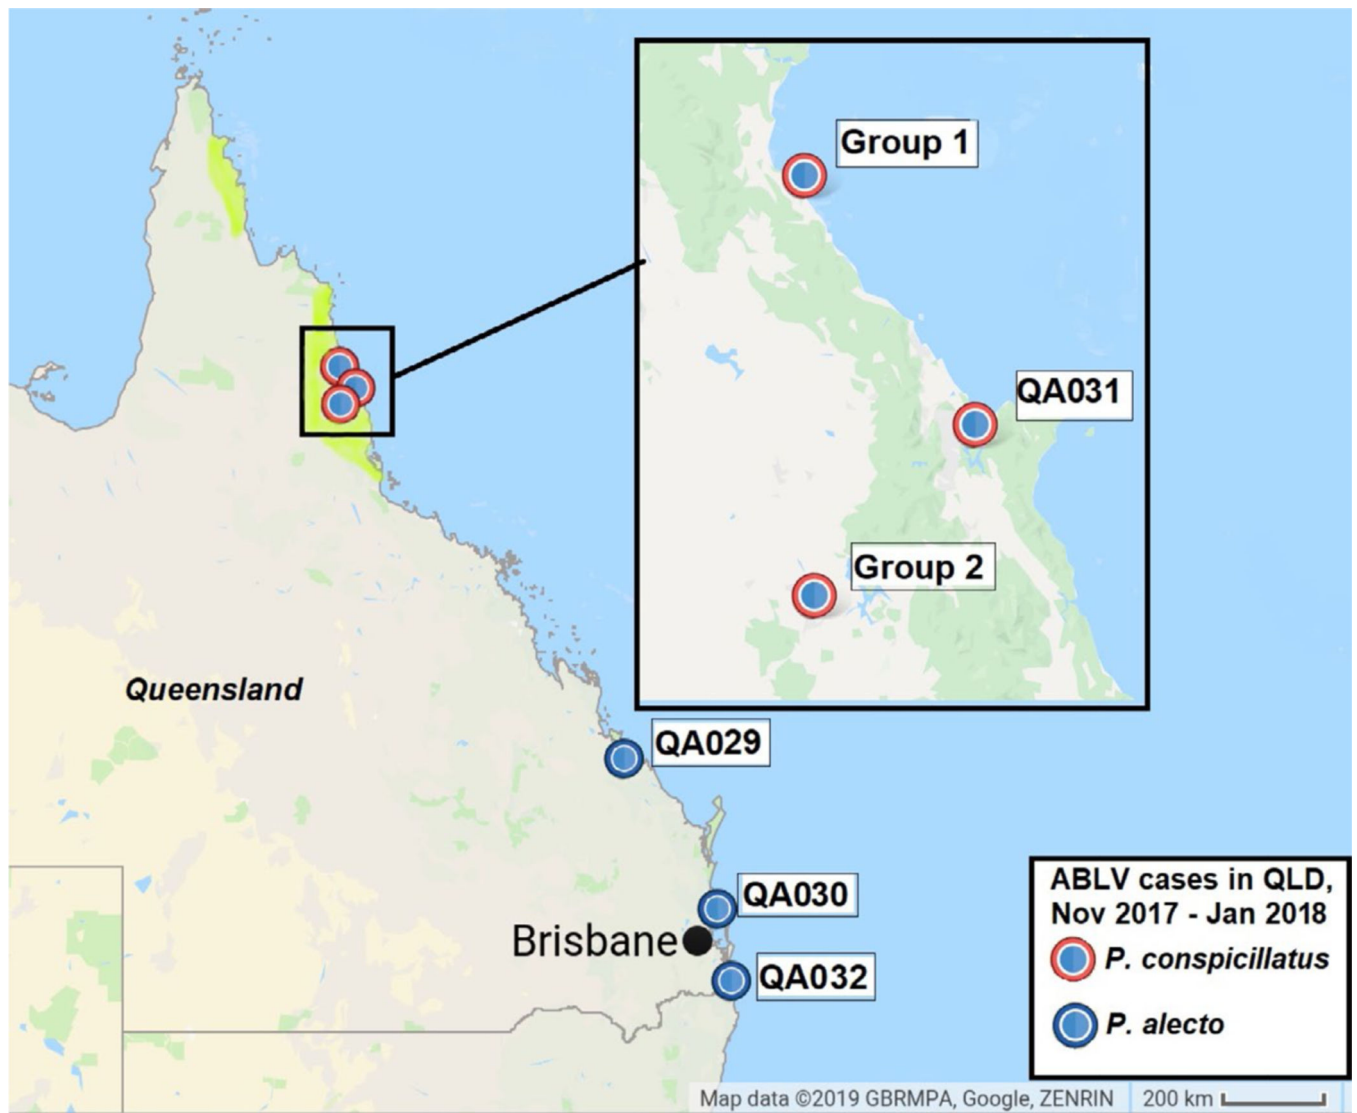 Group 1
QA031
Group 2
Queensland
QA029
QA030
Brisbane
QA032
ABLV cases in QLD,
Nov 2017 - Jan 2018
P. conspicillatus
P. alecto
Map data ©2019 GBRMPA, Google, ZENRIN
200 km